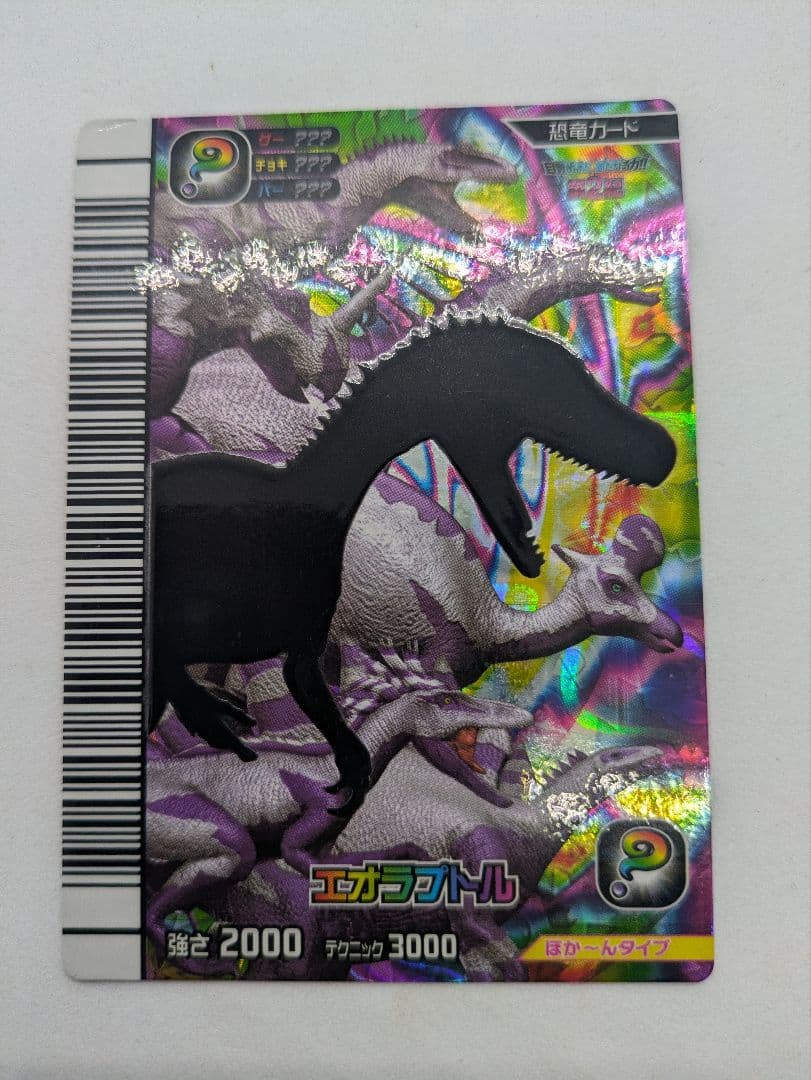 グー ???
チョキ ???
パー ???
恐竜カード
エオラプトル
強さ 2000 テクニック 3000
ぽか〜んタイプ